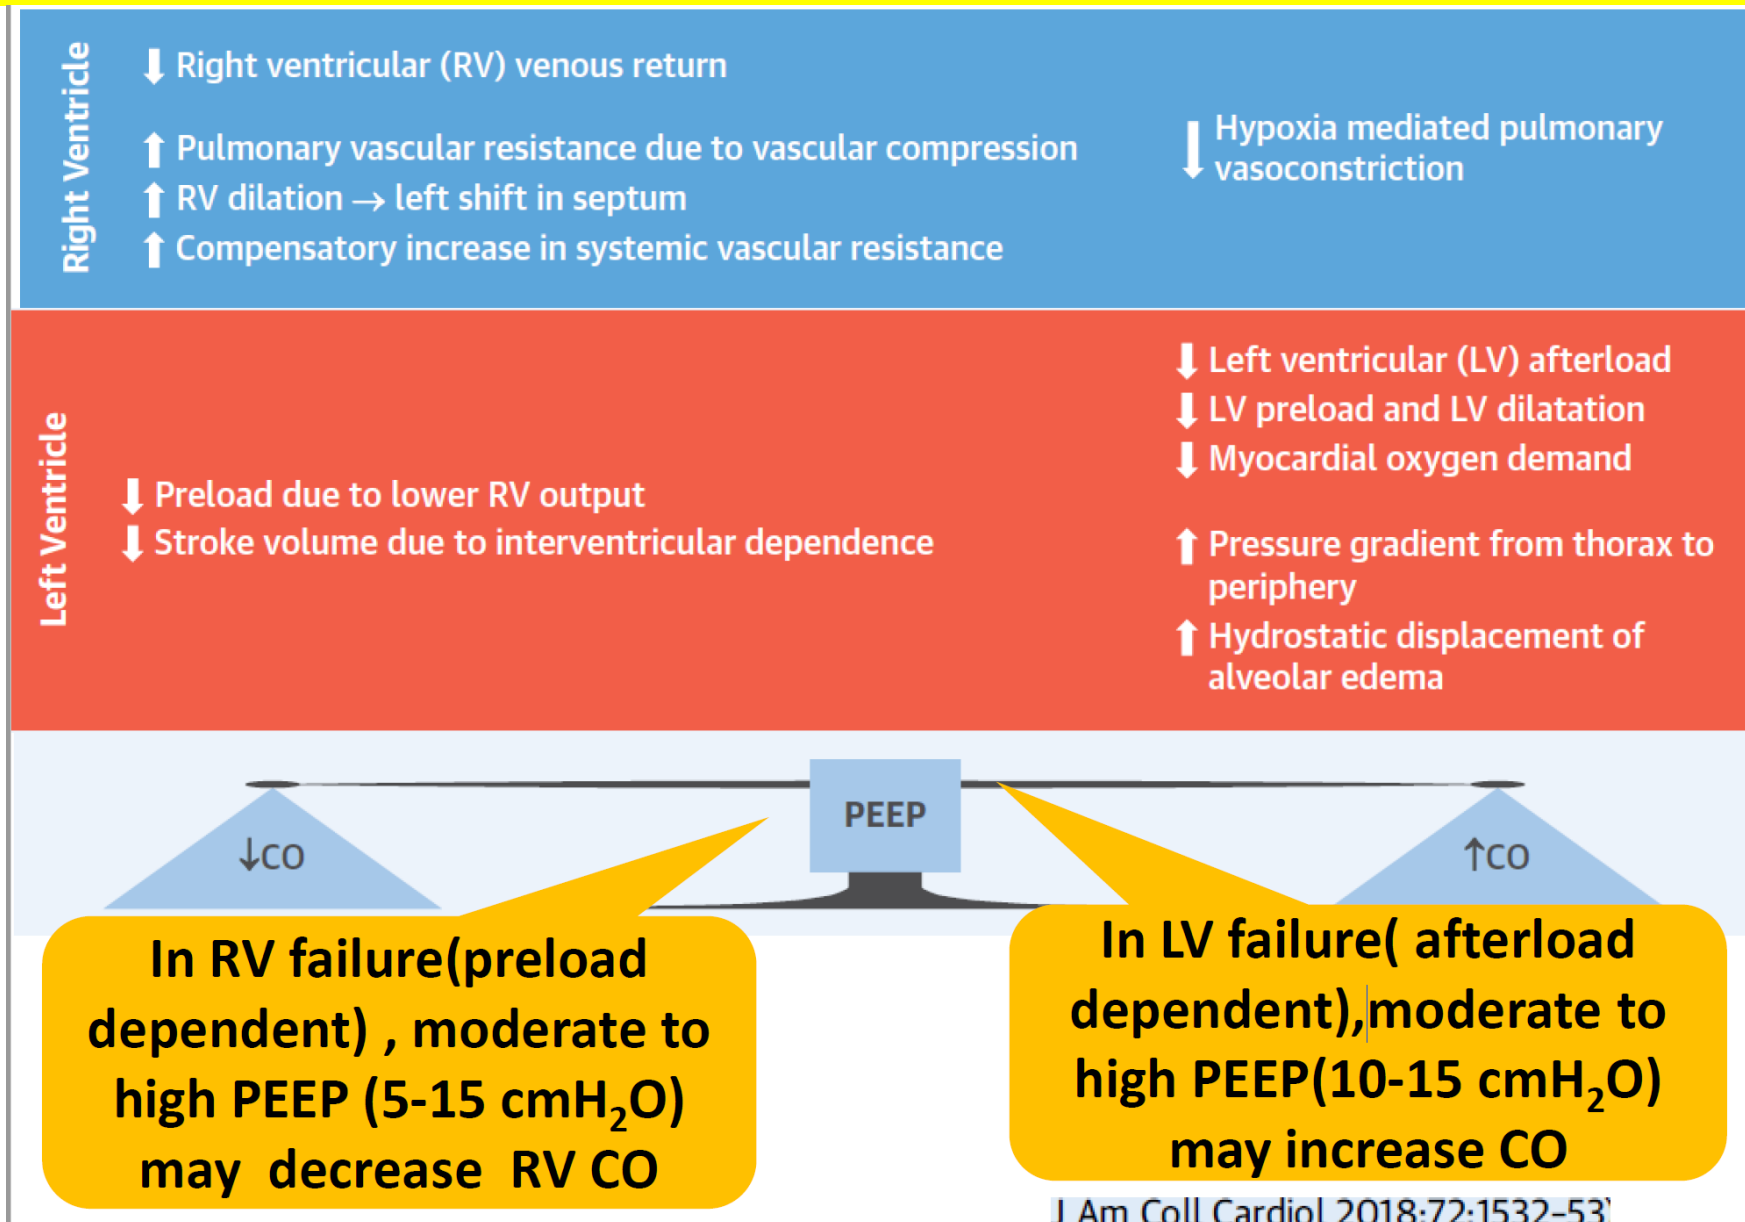 Right Ventricle
↓ Right ventricular (RV) venous return
↑ Pulmonary vascular resistance due to vascular compression
↑ RV dilation → left shift in septum
↑ Compensatory increase in systemic vascular resistance
↓ Hypoxia mediated pulmonary
vasoconstriction
Left Ventricle
↓ Preload due to lower RV output
↓ Stroke volume due to interventricular dependence
↓ Left ventricular (LV) afterload
↓ LV preload and LV dilatation
↓ Myocardial oxygen demand
↑ Pressure gradient from thorax to
periphery
↑ Hydrostatic displacement of
alveolar edema
PEEP
↓CO
↑CO
In RV failure(preload
dependent) , moderate to
high PEEP (5-15 cmH₂O)
may decrease RV CO
In LV failure( afterload
dependent),moderate to
high PEEP(10-15 cmH₂O)
may increase CO
J Am Coll Cardiol 2018;72:1532–53